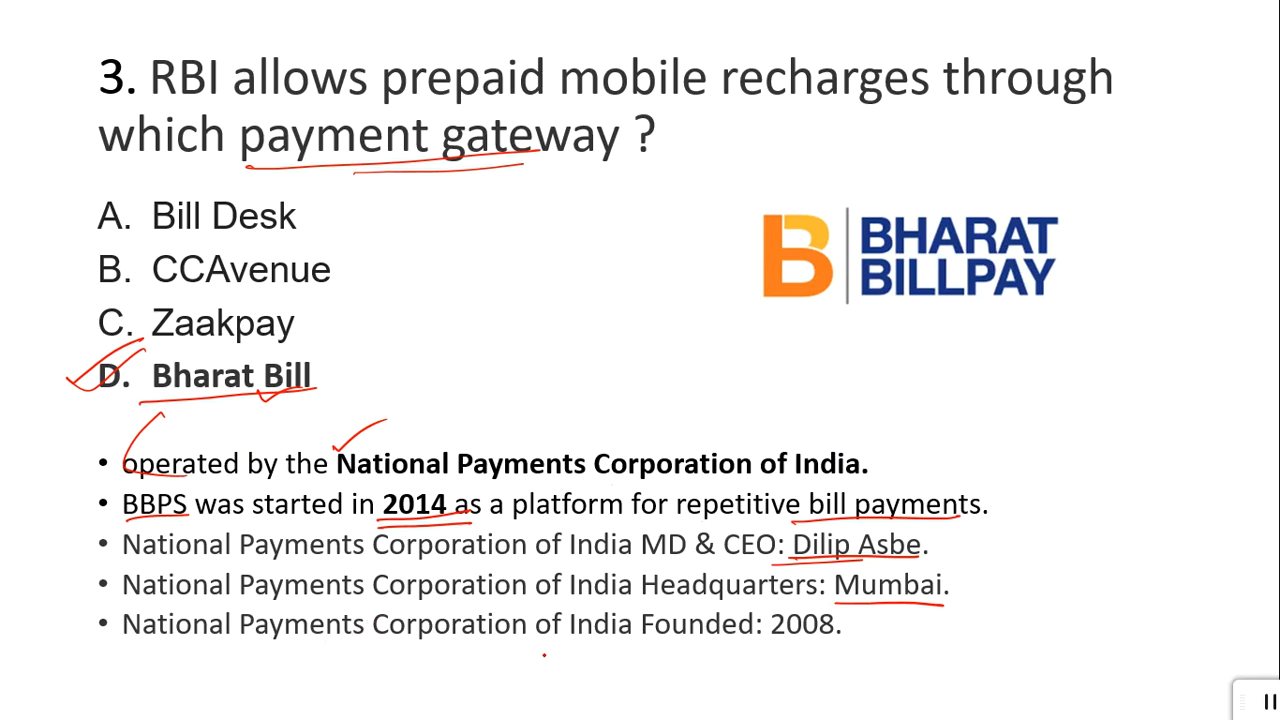 3. RBI allows prepaid mobile recharges through
which payment gateway ?
A. Bill Desk
B. CCAvenue
C. Zaakpay
D. Bharat Bill
BHARAT
BILLPAY
• operated by the National Payments Corporation of India.
• BBPS was started in 2014 as a platform for repetitive bill payments.
• National Payments Corporation of India MD & CEO: Dilip Asbe.
• National Payments Corporation of India Headquarters: Mumbai.
• National Payments Corporation of India Founded: 2008.